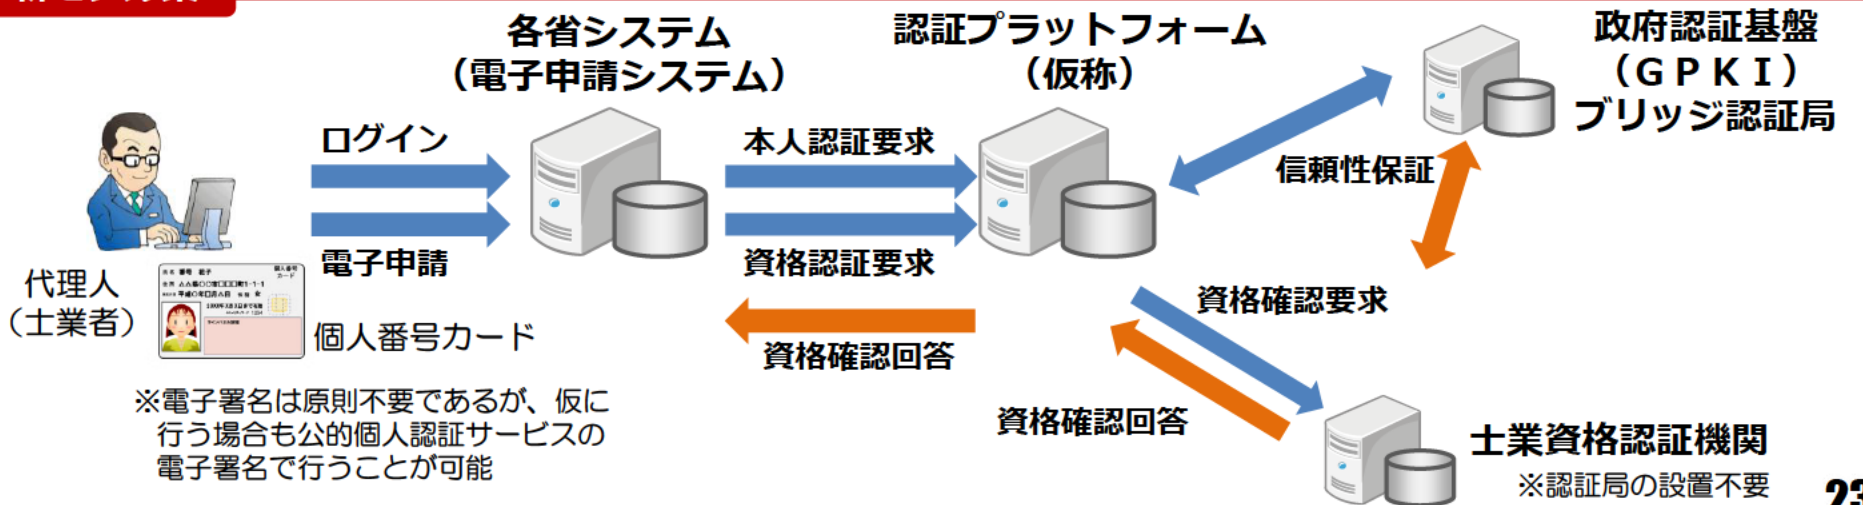 各省システム
（電子申請システム）
認証プラットフォーム
（仮称）
政府認証基盤
（ＧＰＫＩ）
ブリッジ認証局
ログイン
電子申請
本人認証要求
資格認証要求
資格確認回答
信頼性保証
資格確認要求
資格確認回答
代理人
（士業者）
個人番号カード
※電子署名は原則不要であるが、仮に
行う場合も公的個人認証サービスの
電子署名で行うことが可能
士業資格認証機関
※認証局の設置不要
23